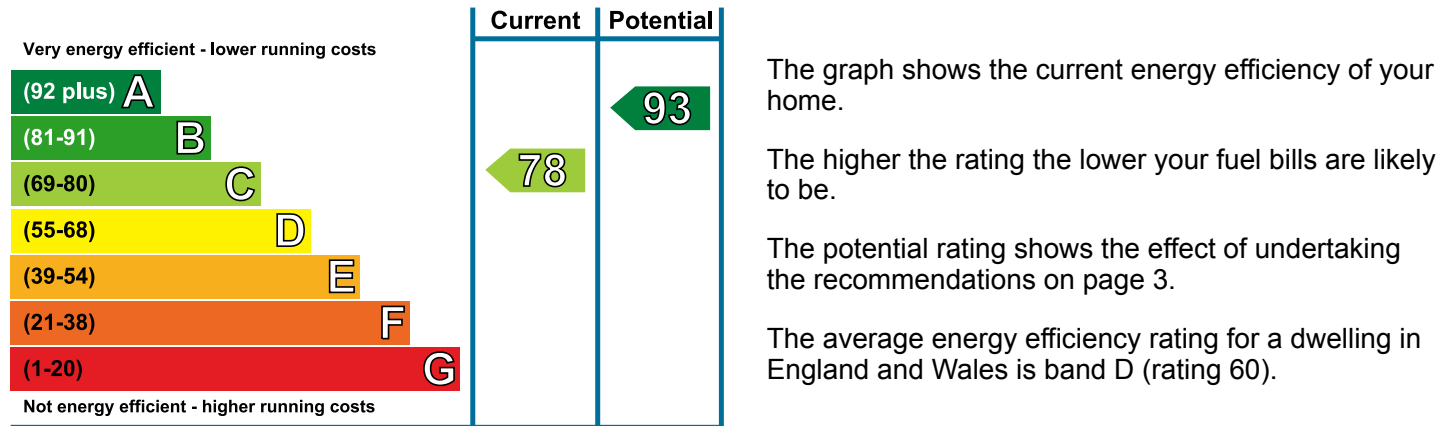 Current Potential
Very energy efficient - lower running costs
(92 plus) A
93
(81-91) B
(69-80) C
78
(55-68) D
(39-54) E
(21-38) F
(1-20) G
Not energy efficient - higher running costs
The graph shows the current energy efficiency of your
home.
The higher the rating the lower your fuel bills are likely
to be.
The potential rating shows the effect of undertaking
the recommendations on page 3.
The average energy efficiency rating for a dwelling in
England and Wales is band D (rating 60).